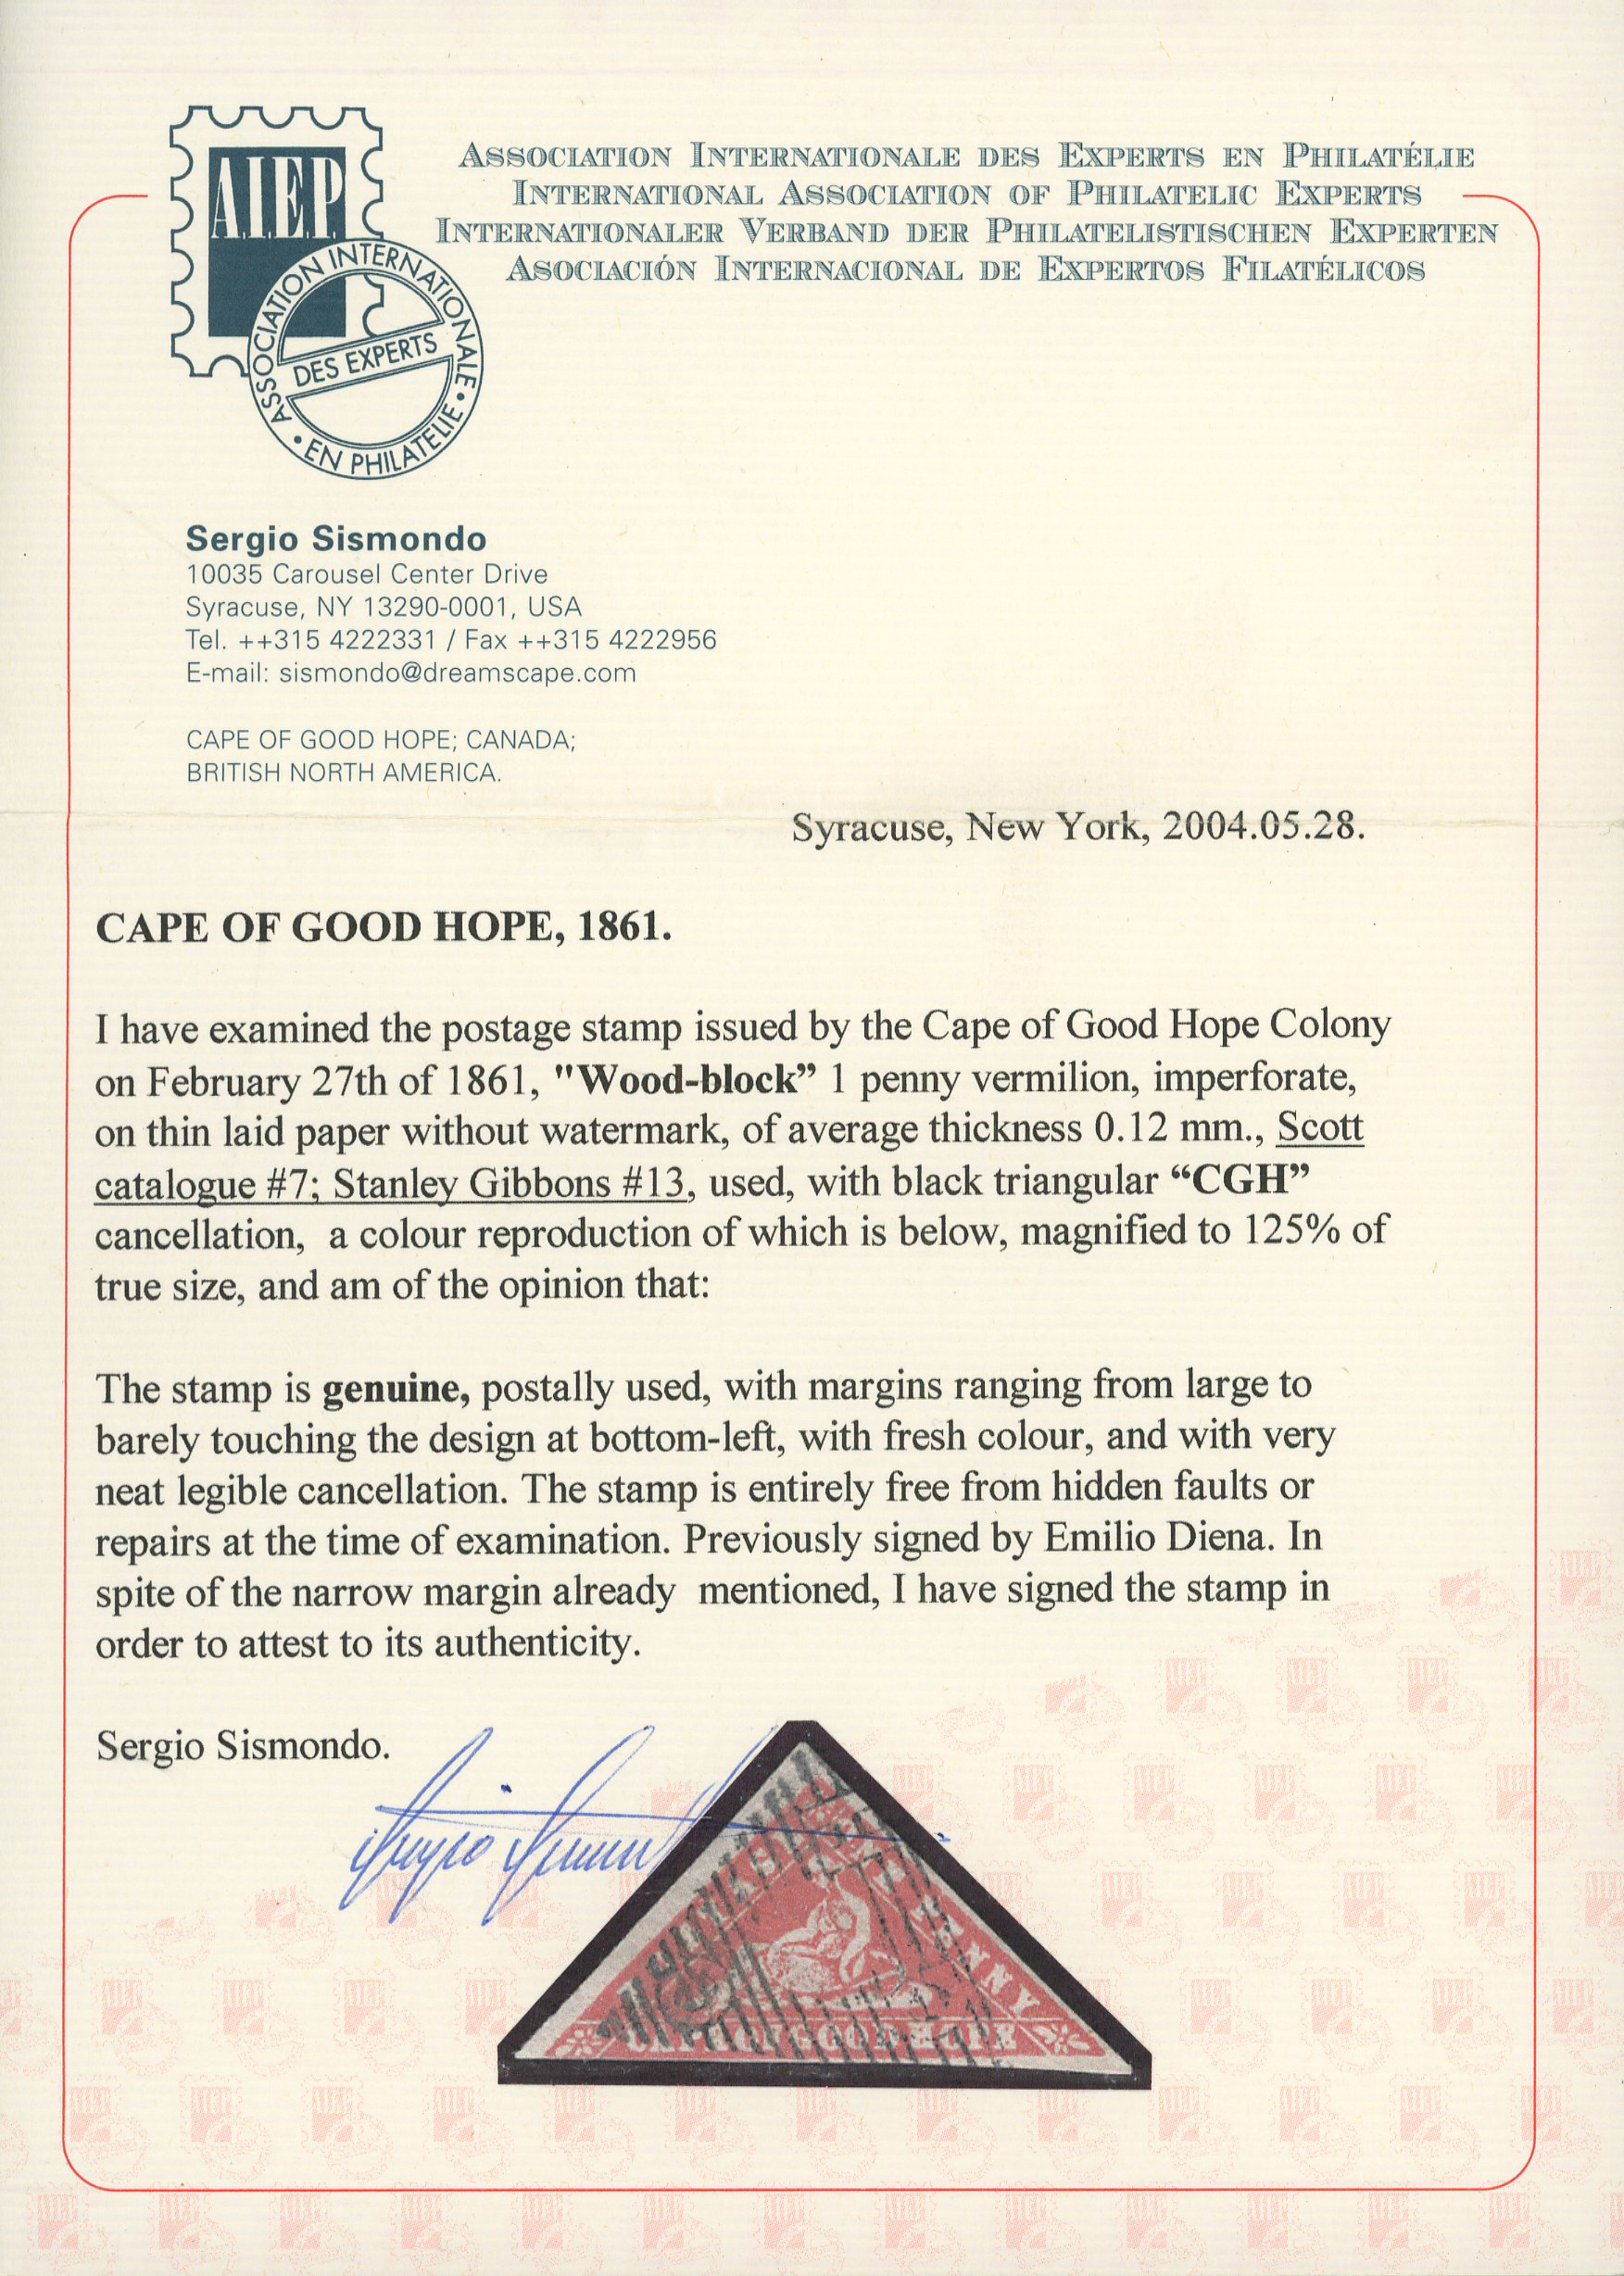 AIEP
ASSOCIATION INTERNATIONALE
DES EXPERTS
• EN PHILATELIE •
ASSOCIATION INTERNATIONALE DES EXPERTS EN PHILATÉLIE
INTERNATIONAL ASSOCIATION OF PHILATELIC EXPERTS
INTERNATIONALER VERBAND DER PHILATELISTISCHEN EXPERTEN
ASOCIACIÓN INTERNACIONAL DE EXPERTOS FILATÉLICOS
Sergio Sismondo
10035 Carousel Center Drive
Syracuse, NY 13290-0001, USA
Tel. ++315 4222331 / Fax ++315 4222956
E-mail: sismondo@dreamscape.com
CAPE OF GOOD HOPE; CANADA;
BRITISH NORTH AMERICA.
Syracuse, New York, 2004.05.28.
CAPE OF GOOD HOPE, 1861.
I have examined the postage stamp issued by the Cape of Good Hope Colony
on February 27th of 1861, "Wood-block” 1 penny vermilion, imperforate,
on thin laid paper without watermark, of average thickness 0.12 mm., Scott
catalogue #7; Stanley Gibbons #13, used, with black triangular “CGH”
cancellation,  a colour reproduction of which is below, magnified to 125% of
true size, and am of the opinion that:
The stamp is genuine, postally used, with margins ranging from large to
barely touching the design at bottom-left, with fresh colour, and with very
neat legible cancellation. The stamp is entirely free from hidden faults or
repairs at the time of examination. Previously signed by Emilio Diena. In
spite of the narrow margin already  mentioned, I have signed the stamp in
order to attest to its authenticity.
Sergio Sismondo.
PENNY